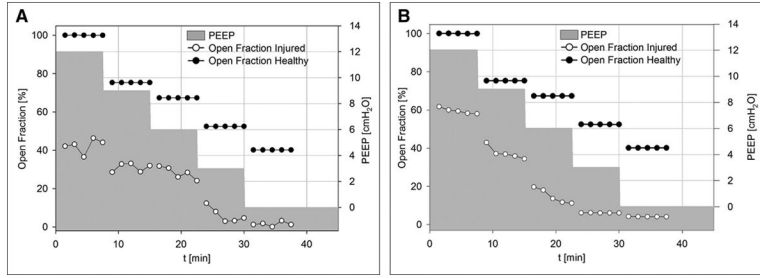 A
PEEP
Open Fraction Injured
Open Fraction Healthy
Open Fraction [%]
100
80
60
40
20
0
14
12
10
8
6
4
2
0
PEEP [cmH₂O]
0
10
20
30
40
t [min]
B
PEEP
Open Fraction Injured
Open Fraction Healthy
Open Fraction [%]
100
80
60
40
20
0
14
12
10
8
6
4
2
0
PEEP [cmH₂O]
0
10
20
30
40
t [min]